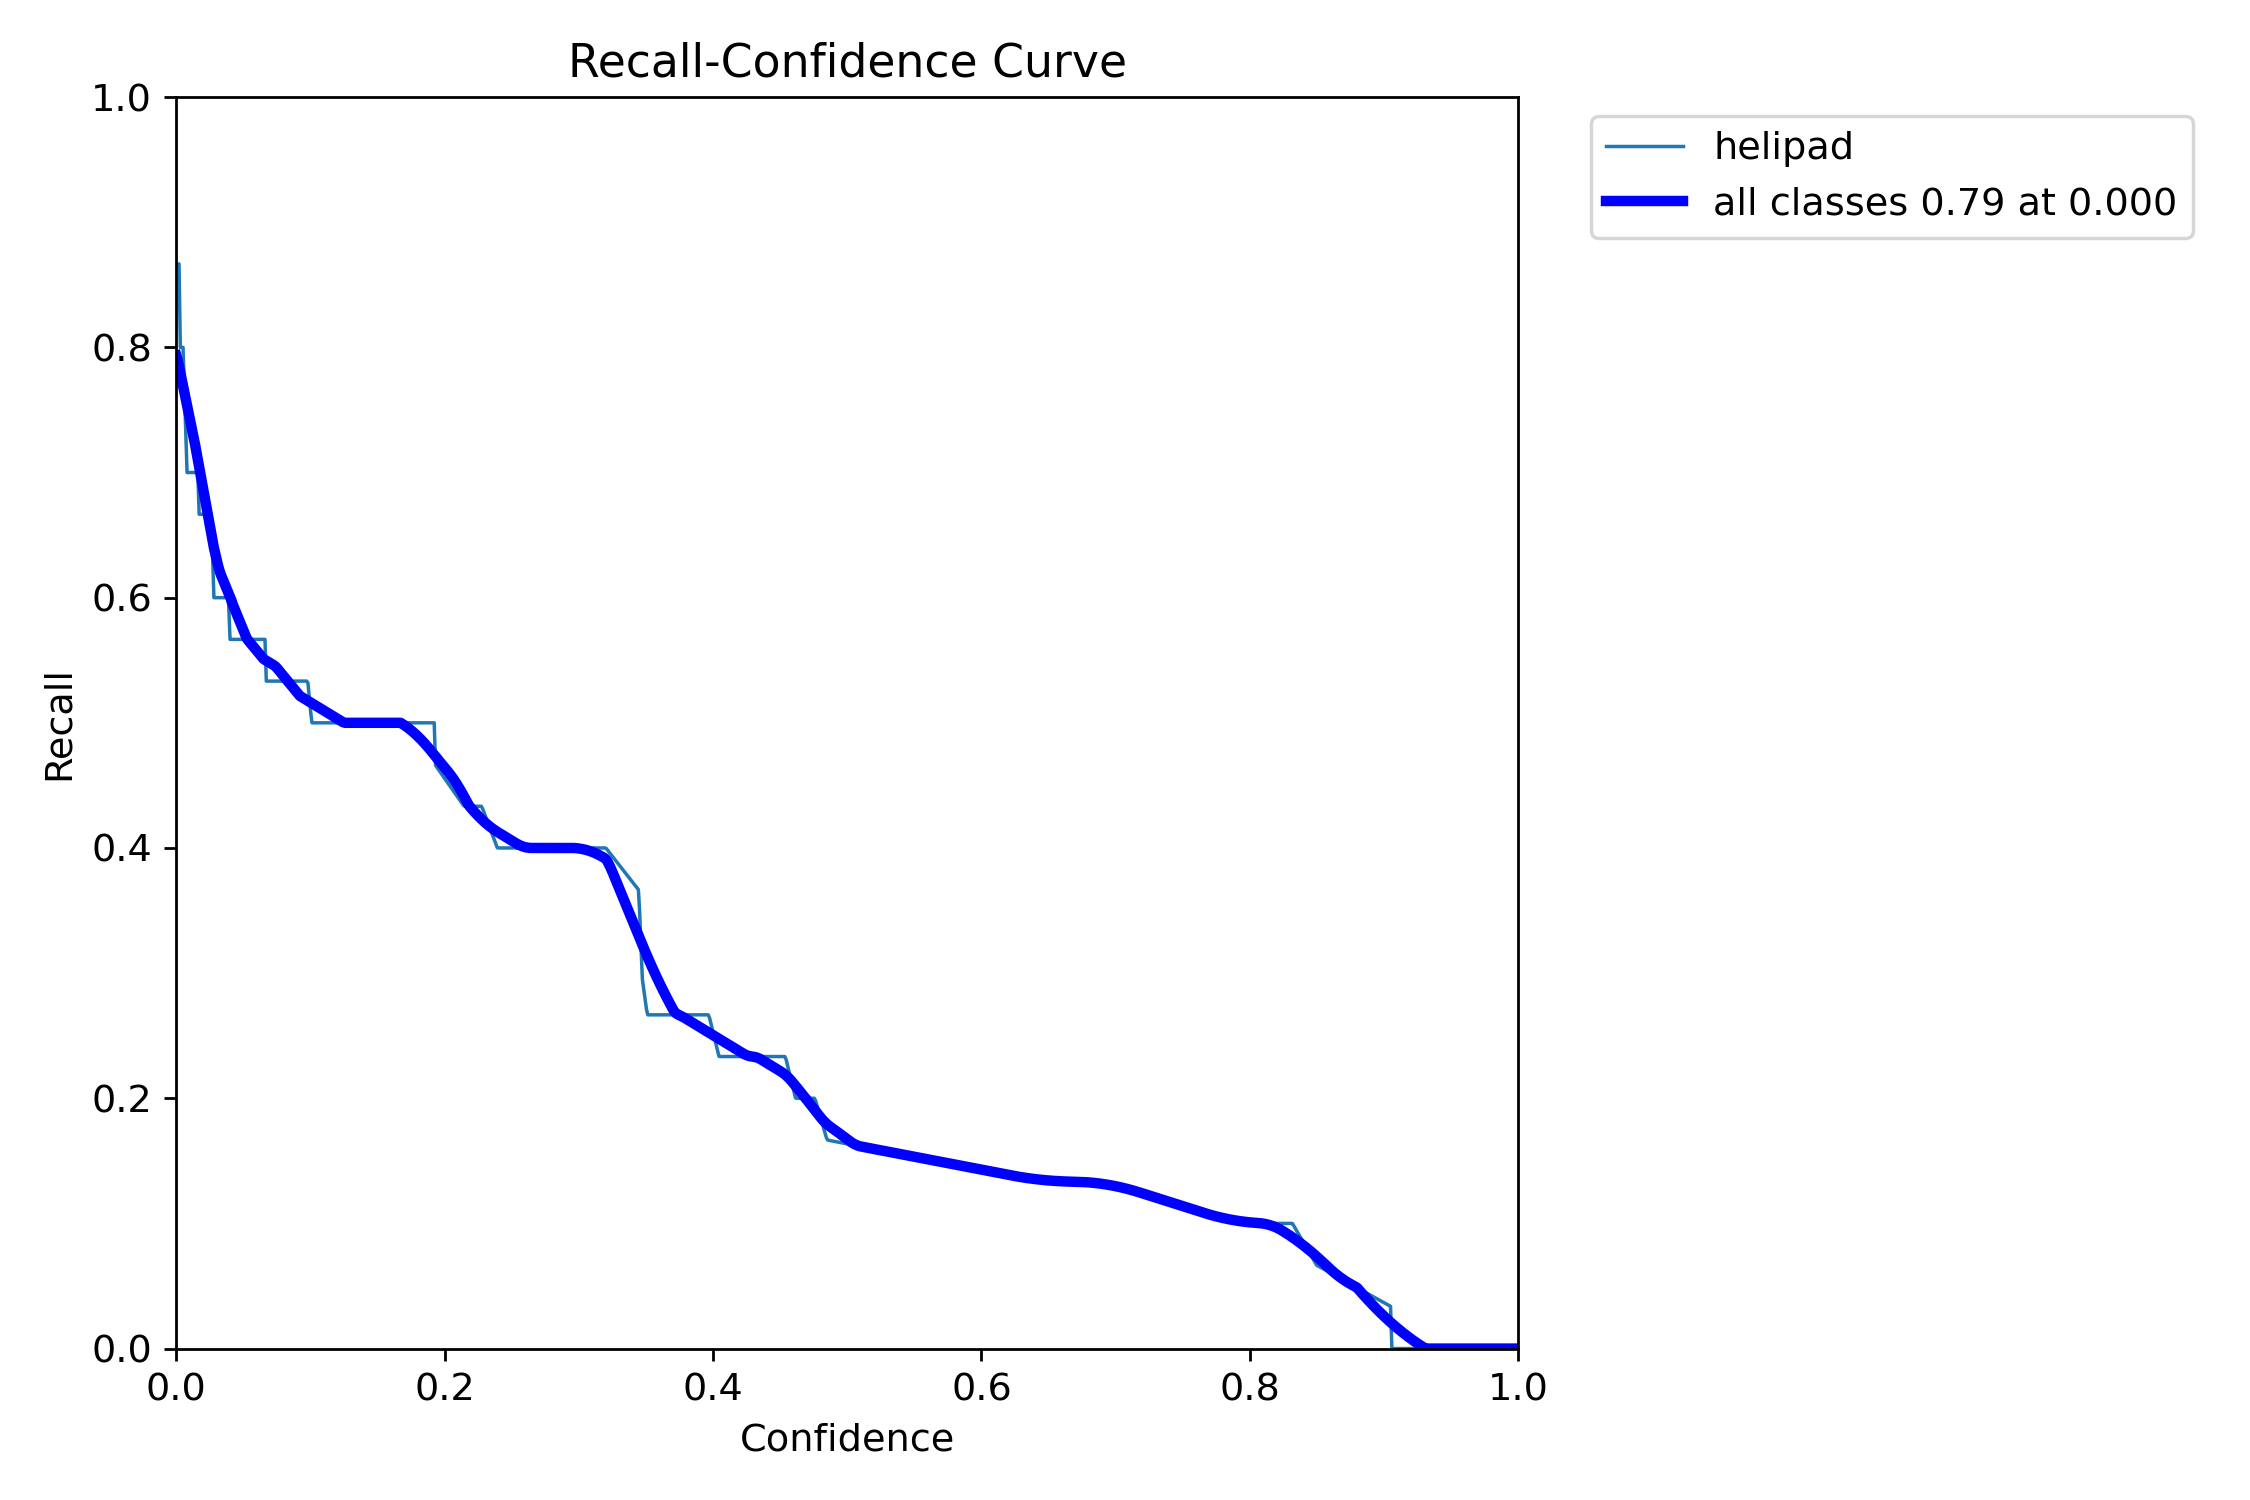 Recall-Confidence Curve
1.0
0.8
0.6
0.4
0.2
0.0
Recall
0.0 0.2 0.4 0.6 0.8 1.0
Confidence
helipad
all classes 0.79 at 0.000